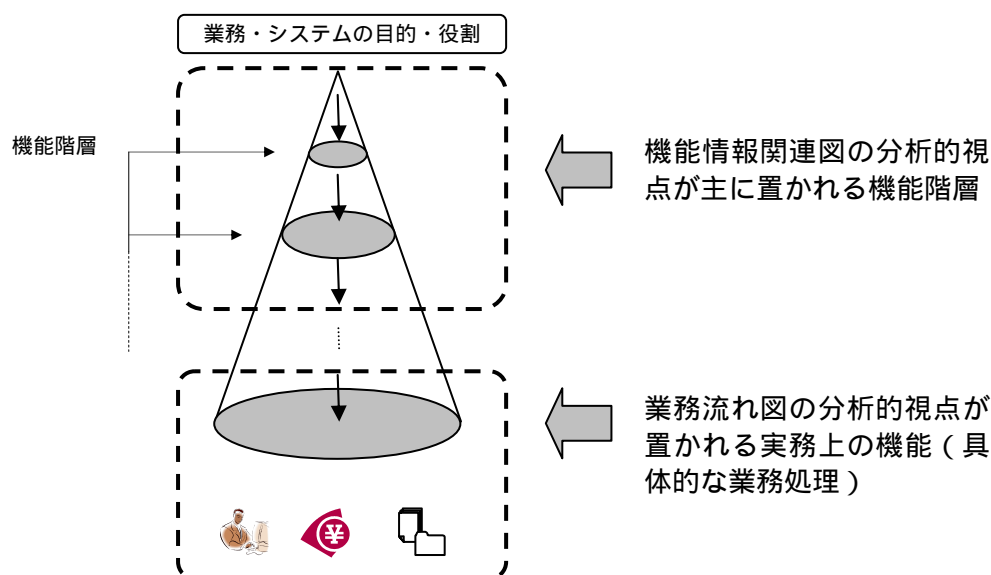 業務・システムの目的・役割
機能階層
機能情報関連図の分析的視
点が主に置かれる機能階層
業務流れ図の分析的視点が
置かれる実務上の機能(具
体的な業務処理)
¥